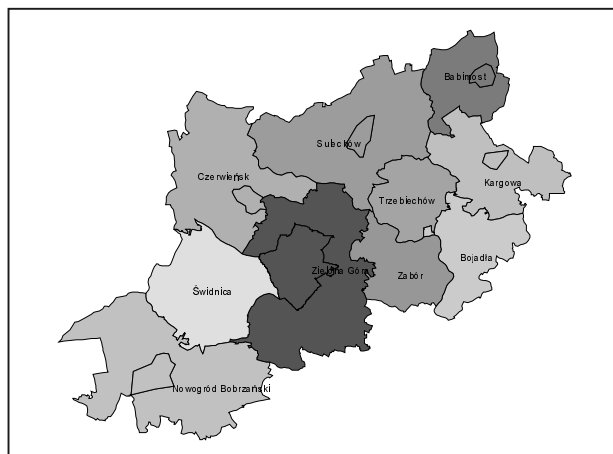 Babimost
Sulechów
Czerwieńsk
Kargowa
Trzebiechów
Bojadła
Zielona Góra
Zabór
Świdnica
Nowogród Bobrzański